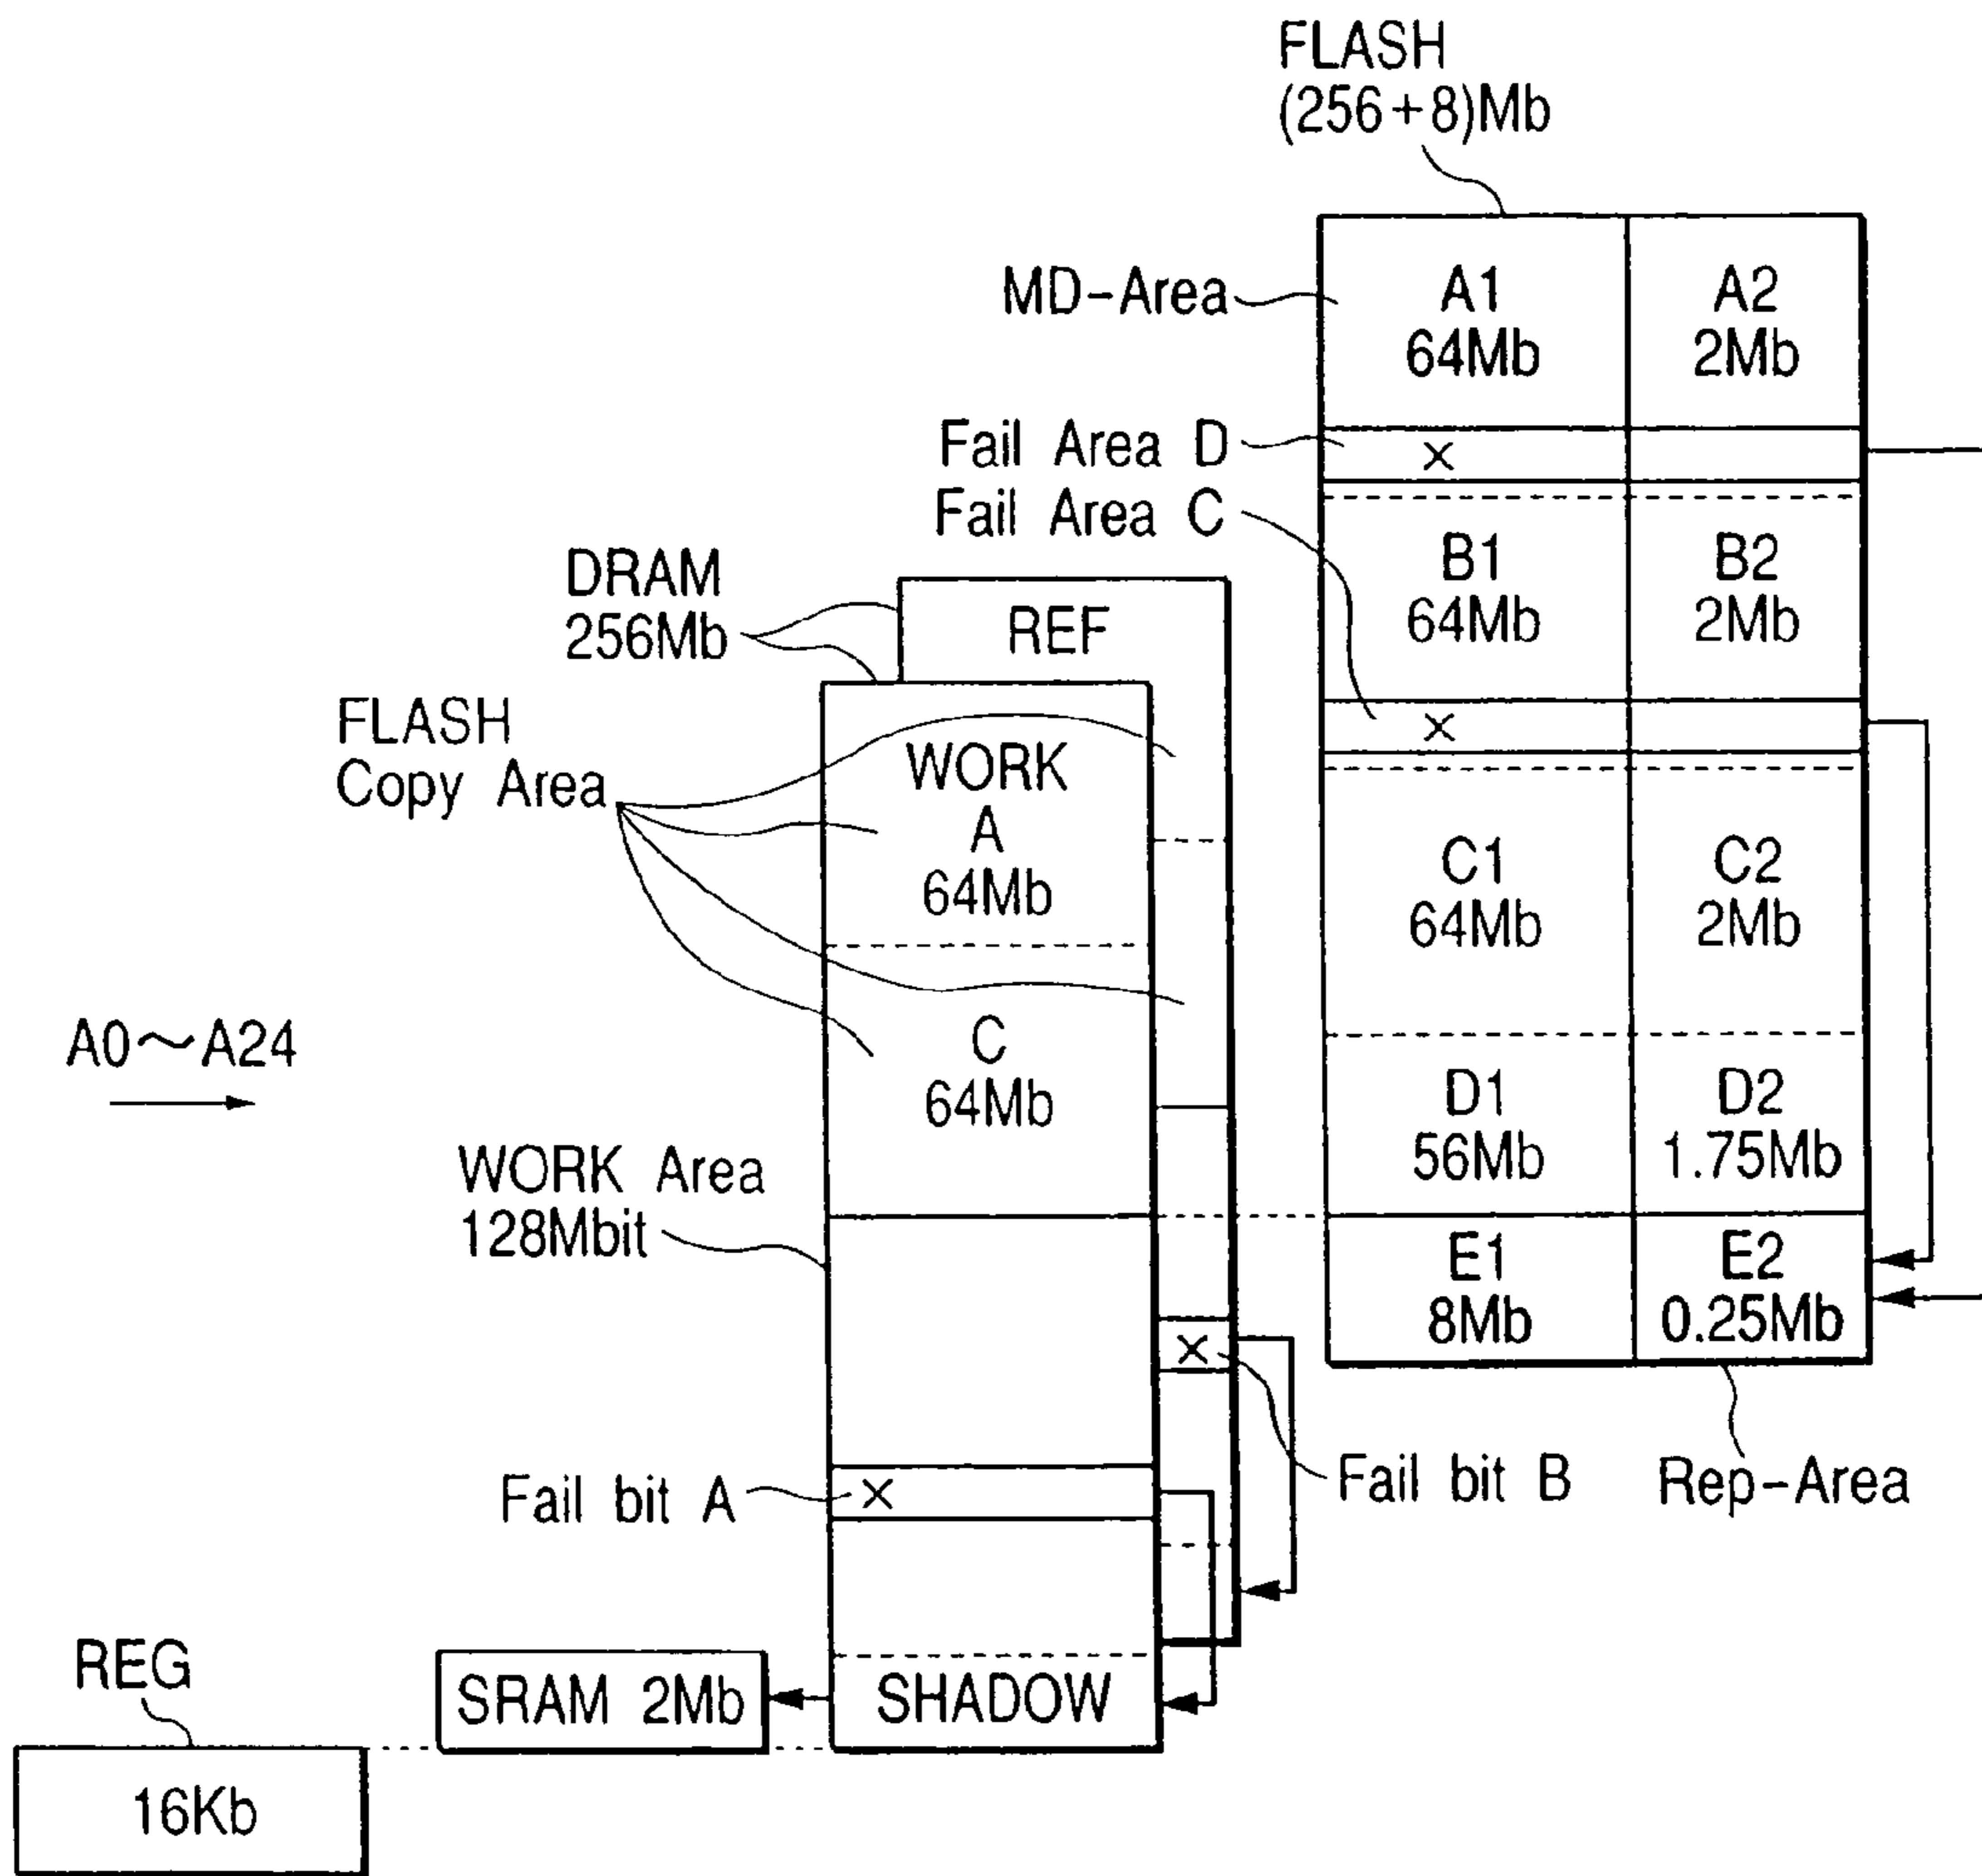 FLASH
(256+8)Mb
MD-Area
A1
64Mb
A2
2Mb
Fail Area D
×
Fail Area C
B1
64Mb
B2
2Mb
×
DRAM
256Mb
REF
FLASH
Copy Area
WORK
A
64Mb
C1
64Mb
C2
2Mb
A0～A24
C
64Mb
D1
56Mb
D2
1.75Mb
WORK Area
128Mbit
E1
8Mb
E2
0.25Mb
×
Fail bit A
×
Fail bit B
Rep-Area
REG
SRAM 2Mb
SHADOW
16Kb